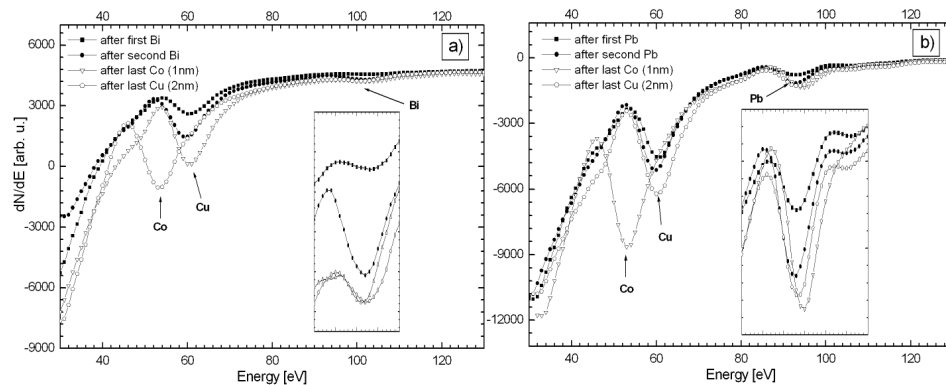 40 60 80 100 120
a)
after first Bi
after second Bi
after last Co (1nm)
after last Cu (2nm)
6000
3000
0
-3000
-6000
-9000
dN/dE [arb. u.]
Bi
Cu
Co
40 60 80 100 120
Energy [eV]
40 60 80 100 120
b)
after first Pb
after second Pb
after last Co (1nm)
after last Cu (2nm)
0
-3000
-6000
-9000
-12000
Pb
Cu
Co
40 60 80 100 120
Energy [eV]